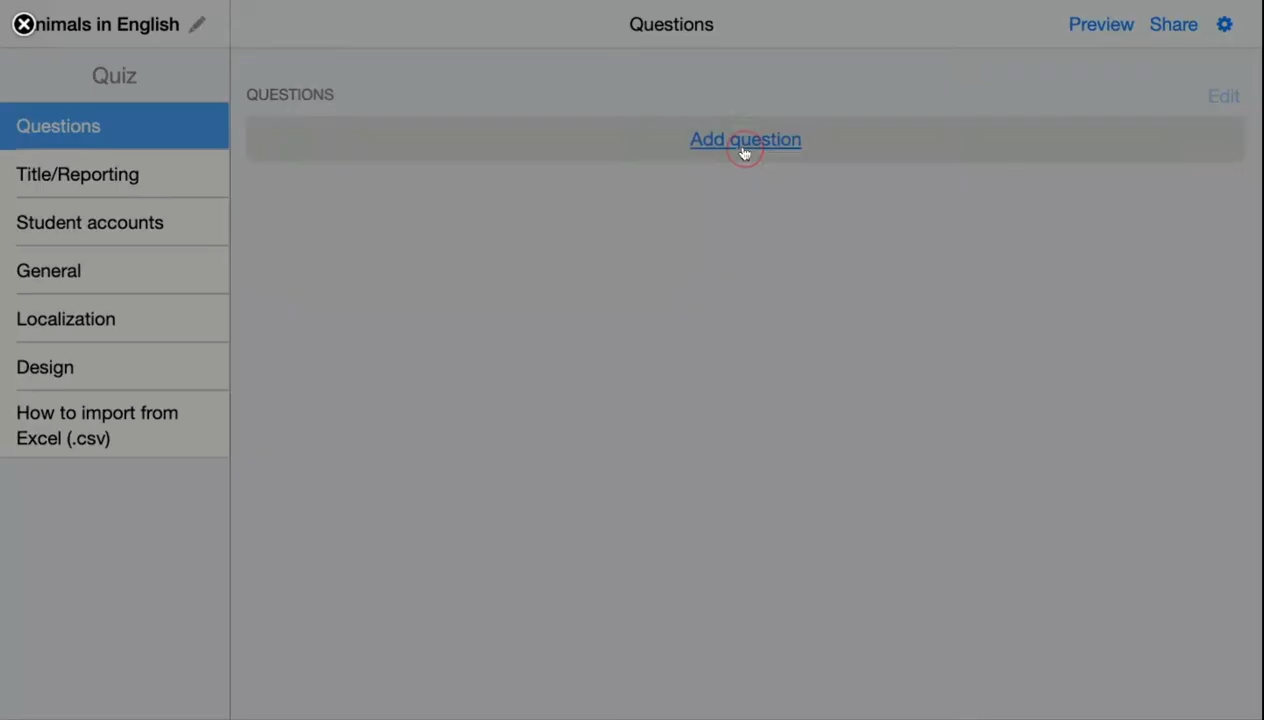 nimals in English
Questions
Preview
Share
Quiz
Questions
Title/Reporting
Student accounts
General
Localization
Design
How to import from
Excel (.csv)
QUESTIONS
Edit
Add question